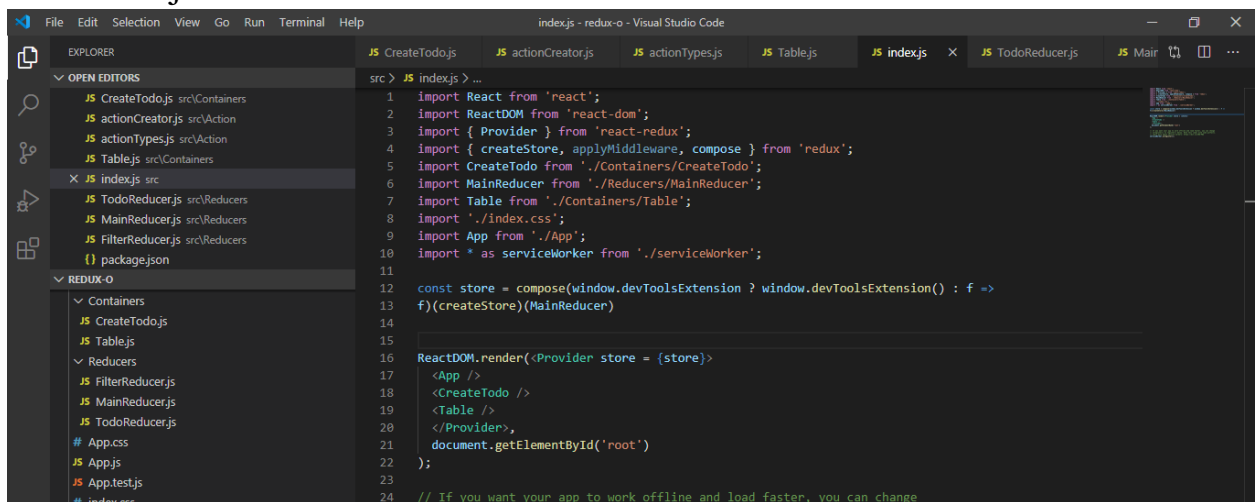 File Edit Selection View Go Run Terminal Help
index.js - redux-o - Visual Studio Code
EXPLORER
OPEN EDITORS
JS CreateTodo.js src\Containers
JS actionCreator.js src\Action
JS actionTypes.js src\Action
JS Table.js src\Containers
JS index.js src
JS TodoReducer.js src\Reducers
JS MainReducer.js src\Reducers
JS FilterReducer.js src\Reducers
{} package.json
REDUX-O
Containers
JS CreateTodo.js
JS Table.js
Reducers
JS FilterReducer.js
JS MainReducer.js
JS TodoReducer.js
# App.css
JS App.js
JS App.test.js
JS CreateTodo.js JS actionCreator.js JS actionTypes.js JS Table.js JS index.js JS TodoReducer.js JS Mair
src > JS index.js > ...
1 import React from 'react';
2 import ReactDOM from 'react-dom';
3 import { Provider } from 'react-redux';
4 import { createStore, applyMiddleware, compose } from 'redux';
5 import CreateTodo from './Containers/CreateTodo';
6 import MainReducer from './Reducers/MainReducer';
7 import Table from './Containers/Table';
8 import './index.css';
9 import App from './App';
10 import * as serviceWorker from './serviceWorker';
11
12 const store = compose(window.devToolsExtension ? window.devToolsExtension() : f =>
13 f)(createStore)(MainReducer)
14
15
16 ReactDOM.render(<Provider store = {store}>
17 <App />
18 <CreateTodo />
19 <Table />
20 </Provider>,
21 document.getElementById('root')
22 );
23
24 // If you want your app to work offline and load faster, you can change